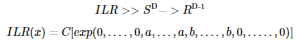 ILR >> S^D − > R^D-1
ILR(x) = C[exp(0, . . . . , 0, a, . . . , a, b, . . . , b, 0, . . . . . , 0)]